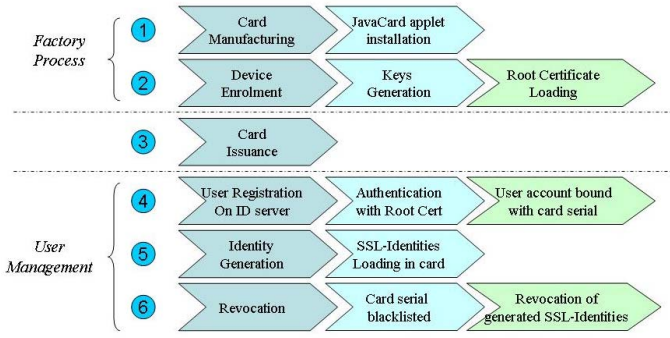 Factory
Process
1
Card
Manufacturing
JavaCard applet
installation
2
Device
Enrolment
Keys
Generation
Root Certificate
Loading
3
Card
Issuance
User
Management
4
User Registration
On ID server
Authentication
with Root Cert
User account bound
with card serial
5
Identity
Generation
SSL-Identities
Loading in card
6
Revocation
Card serial
blacklisted
Revocation of
generated SSL-Identities